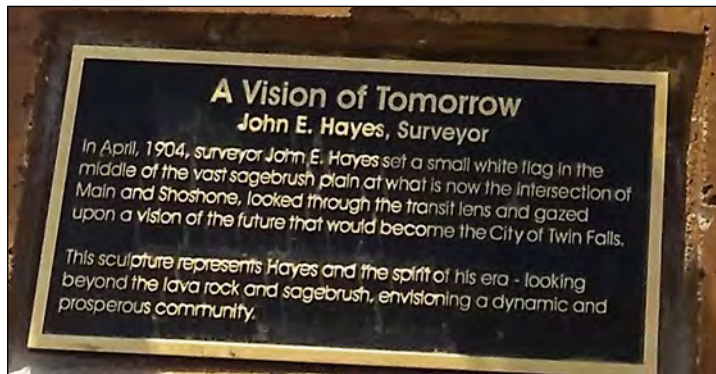 A Vision of Tomorrow
John E. Hayes, Surveyor
In April, 1904, surveyor John E. Hayes set a small white flag in the
middle of the vast sagebrush plain at what is now the intersection of
Main and Shoshone, looked through the transit lens and gazed
upon a vision of the future that would become the City of Twin Falls.
This sculpture represents Hayes and the spirit of his era - looking
beyond the lava rock and sagebrush, envisioning a dynamic and
prosperous community.